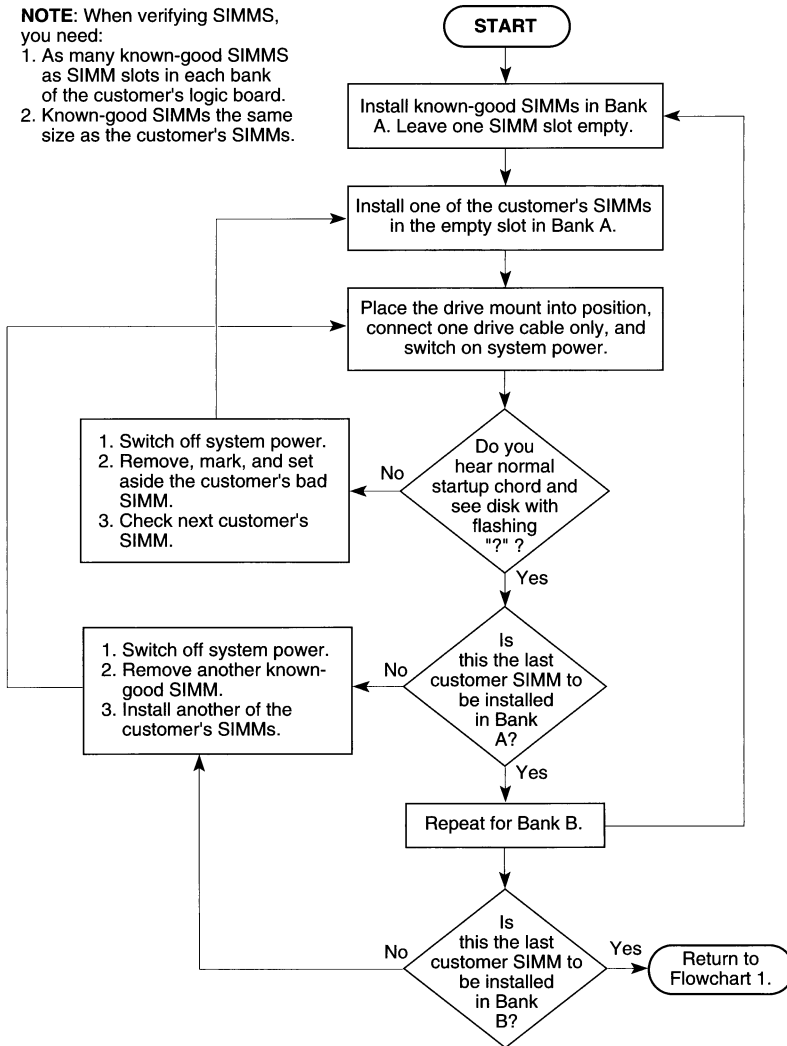 NOTE: When verifying SIMMS,
you need:
1. As many known-good SIMMS
as SIMM slots in each bank
of the customer's logic board.
2. Known-good SIMMs the same
size as the customer's SIMMs.
START
Install known-good SIMMs in Bank
A. Leave one SIMM slot empty.
Install one of the customer's SIMMs
in the empty slot in Bank A.
Place the drive mount into position,
connect one drive cable only, and
switch on system power.
Do you
hear normal
startup chord and
see disk with
flashing
"?" ?
No
1. Switch off system power.
2. Remove, mark, and set
aside the customer's bad
SIMM.
3. Check next customer's
SIMM.
Yes
Is
this the last
customer SIMM to
be installed
in Bank
A?
No
1. Switch off system power.
2. Remove another known-
good SIMM.
3. Install another of the
customer's SIMMs.
Yes
Repeat for Bank B.
Is
this the last
customer SIMM to
be installed
in Bank
B?
No
Yes
Return to
Flowchart 1.